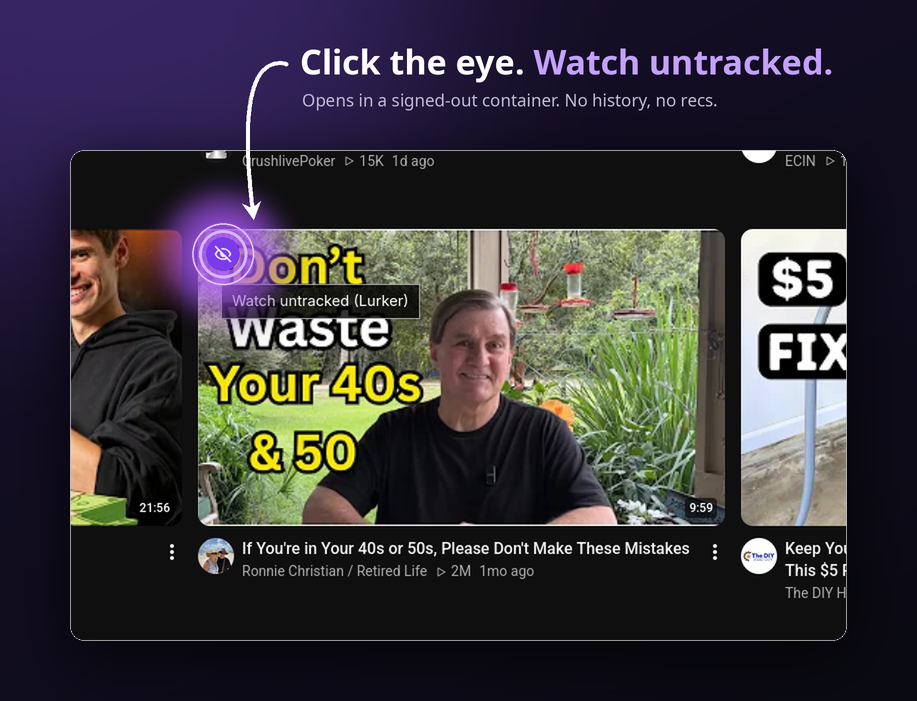 Click the eye. Watch untracked.
Opens in a signed-out container. No history, no recs.
CrushlivePoker 15K 1d ago
ECIN
Don't
Watch untracked (Lurker)
Waste
Your 40s
& 50
$5
FIX
21:56
9:59
If You're in Your 40s or 50s, Please Don't Make These Mistakes
Ronnie Christian / Retired Life 2M 1mo ago
The DIY
Keep You
This $5 F
The DIY H